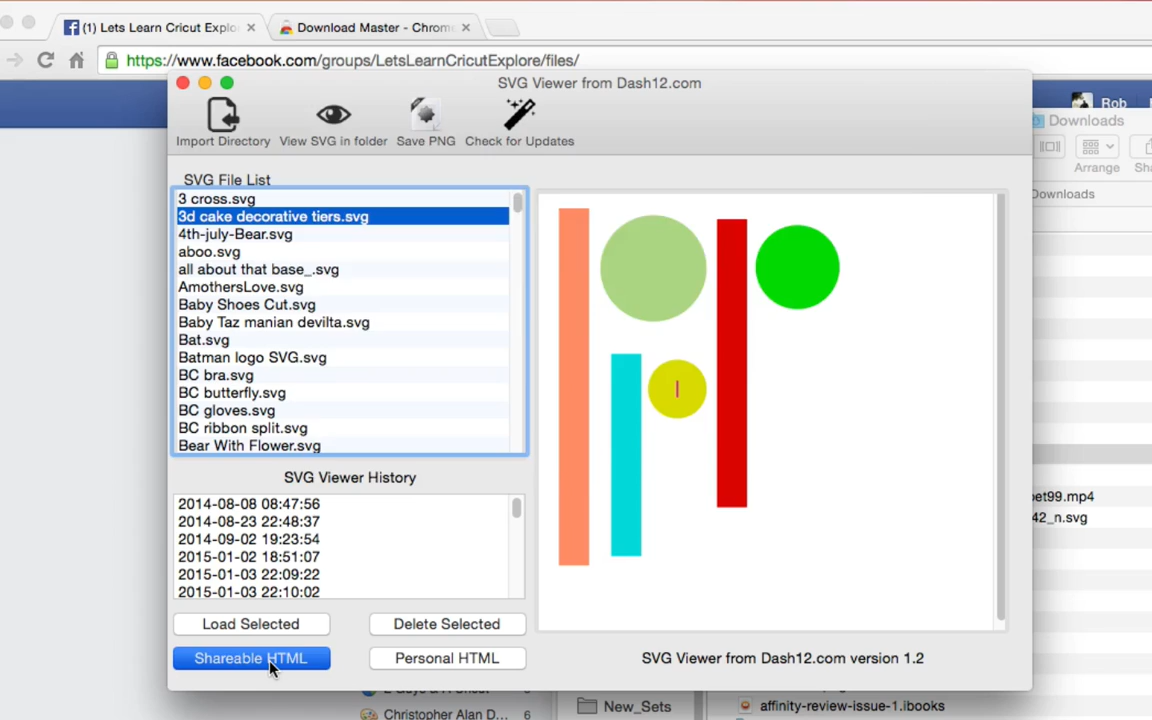 (1) Lets Learn Cricut Explo
Download Master - Chrom
https://www.facebook.com/groups/LetsLearnCricutExplore/files/
SVG Viewer from Dash12.com
Rob
Downloads
Import Directory
View SVG in folder
Save PNG
Check for Updates
Arrange
Sha
Downloads
SVG File List
3 cross.svg
3d cake decorative tiers.svg
4th-july-Bear.svg
aboo.svg
all about that base_.svg
AmothersLove.svg
Baby Shoes Cut.svg
Baby Taz manian devilta.svg
Bat.svg
Batman logo SVG.svg
BC bra.svg
BC butterfly.svg
BC gloves.svg
BC ribbon split.svg
Bear With Flower.svg
SVG Viewer History
2014-08-08 08:47:56
2014-08-23 22:48:37
2014-09-02 19:23:54
2015-01-02 18:51:07
2015-01-03 22:09:22
2015-01-03 22:10:02
et99.mp4
42_n.svg
Load Selected
Delete Selected
Shareable HTML
Personal HTML
SVG Viewer from Dash12.com version 1.2
Christopher Alan D...
New_Sets
affinity-review-issue-1.ibooks